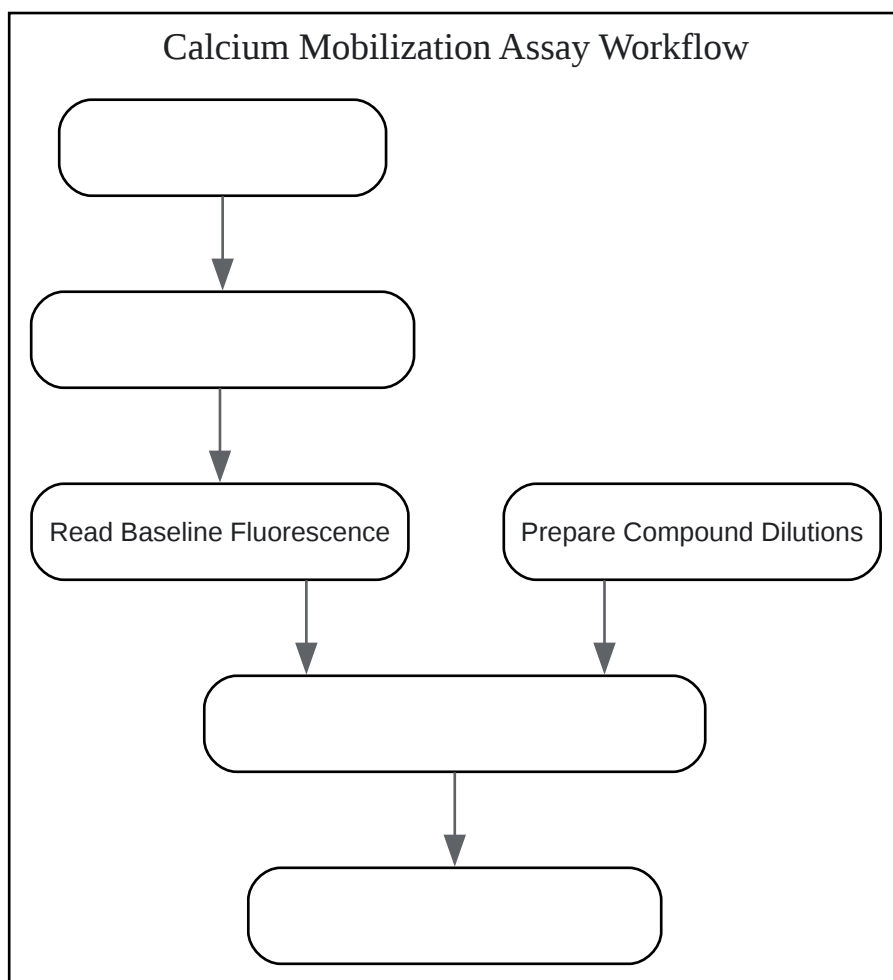 Calcium Mobilization Assay Workflow
Read Baseline Fluorescence
Prepare Compound Dilutions